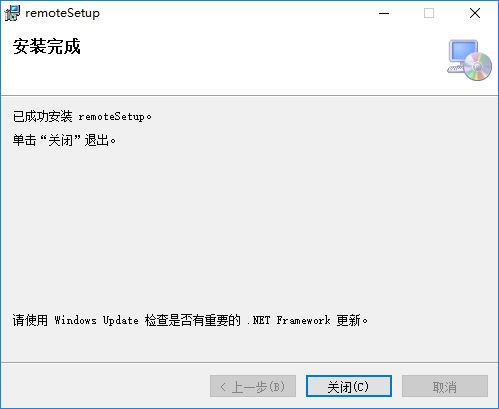 remoteSetup
安装完成
已成功安装 remoteSetup。
单击“关闭”退出。
请使用 Windows Update 检查是否有重要的 .NET Framework 更新。
< 上一步(B)
关闭(C)
取消